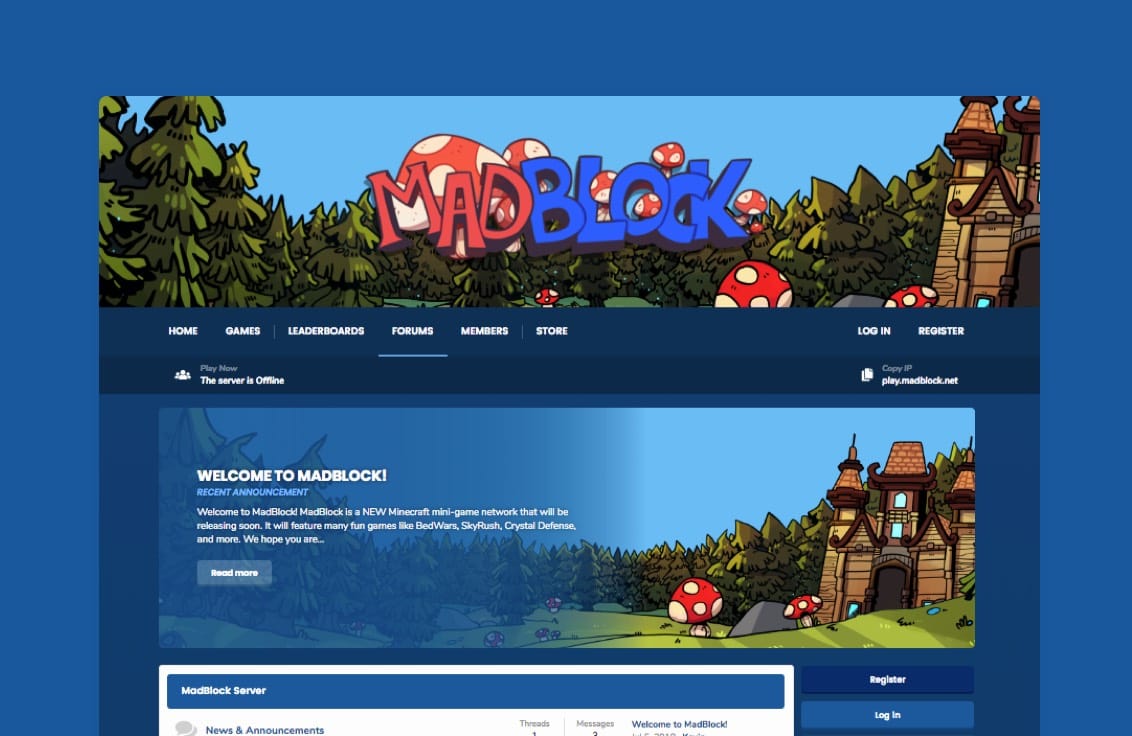 MADBLOCK
HOME GAMES LEADERBOARDS FORUMS MEMBERS STORE LOG IN REGISTER
Play Now
The server is Offline
Copy IP
play.madblock.net
WELCOME TO MADBLOCK!
RECENT ANNOUNCEMENT
Welcome to MadBlock! MadBlock is a NEW Minecraft mini-game network that will be
releasing soon. It will feature many fun games like BedWars, SkyRush, Crystal Defense,
and more. We hope you are...
Read more
MadBlock Server
Register
Log in
News & Announcements
Threads
Messages
Welcome to MadBlock!